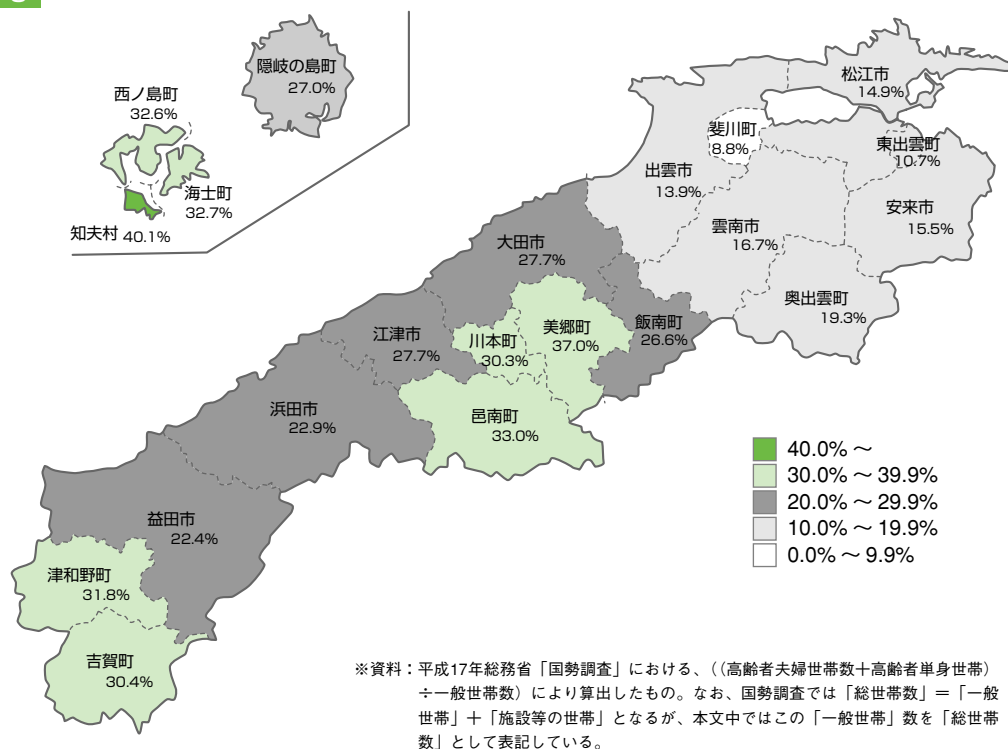 隠岐の島町
27.0%
西ノ島町
32.6%
海士町
32.7%
知夫村 40.1%
松江市
14.9%
斐川町
8.8%
東出雲町
10.7%
出雲市
13.9%
安来市
15.5%
雲南市
16.7%
奥出雲町
19.3%
大田市
27.7%
飯南町
26.6%
美郷町
37.0%
川本町
30.3%
江津市
27.7%
邑南町
33.0%
浜田市
22.9%
益田市
22.4%
津和野町
31.8%
吉賀町
30.4%
40.0%～
30.0%～39.9%
20.0%～29.9%
10.0%～19.9%
0.0%～9.9%
※資料：平成17年総務省「国勢調査」における、（（高齢者夫婦世帯数＋高齢者単身世帯）
÷一般世帯数）により算出したもの。なお、国勢調査では「総世帯数」＝「一般
世帯」＋「施設等の世帯」となるが、本文中ではこの「一般世帯」数を「総世帯
数」として表記している。